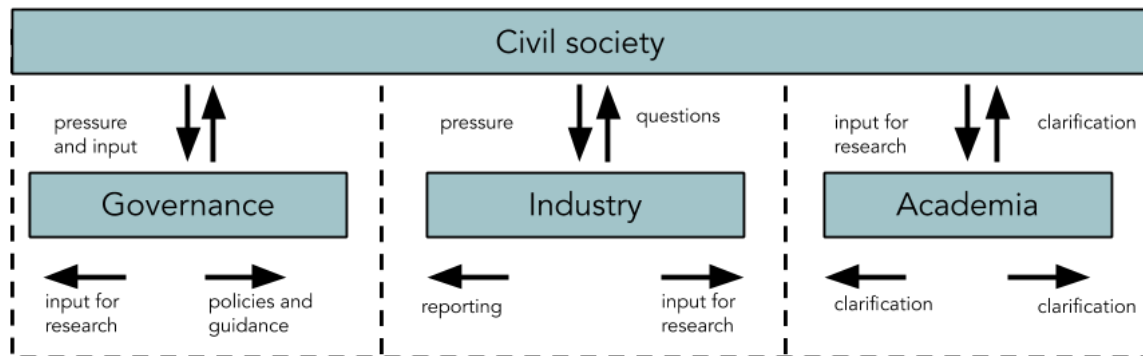 Civil society
pressure
and input
pressure
questions
input for
research
clarification
Governance
Industry
Academia
input for
research
policies and
guidance
reporting
input for
research
clarification
clarification